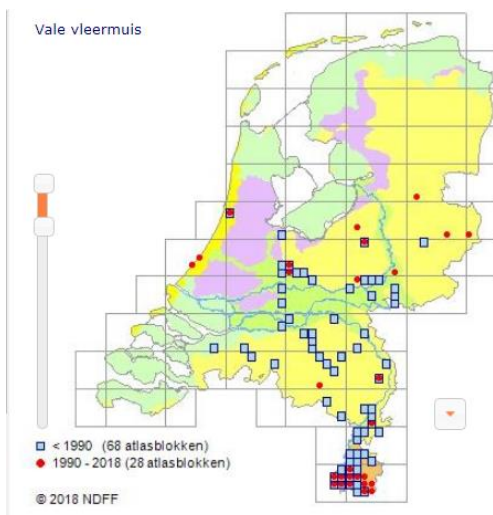 Vale vleermuis
< 1990 (68 atlasblokken)
1990 - 2018 (28 atlasblokken)
© 2018 NDFF